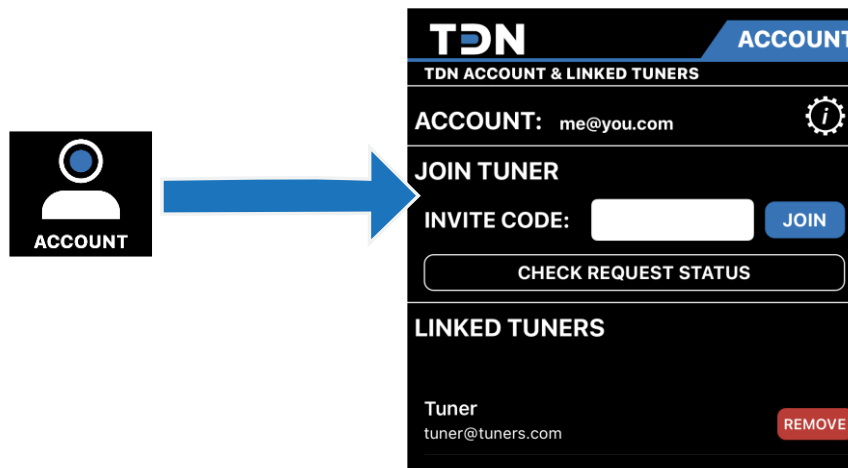 ACCOUNT
TDN
ACCOUNT
TDN ACCOUNT & LINKED TUNERS
ACCOUNT: me@you.com
i
JOIN TUNER
INVITE CODE:
JOIN
CHECK REQUEST STATUS
LINKED TUNERS
Tuner
tuner@tuners.com
REMOVE